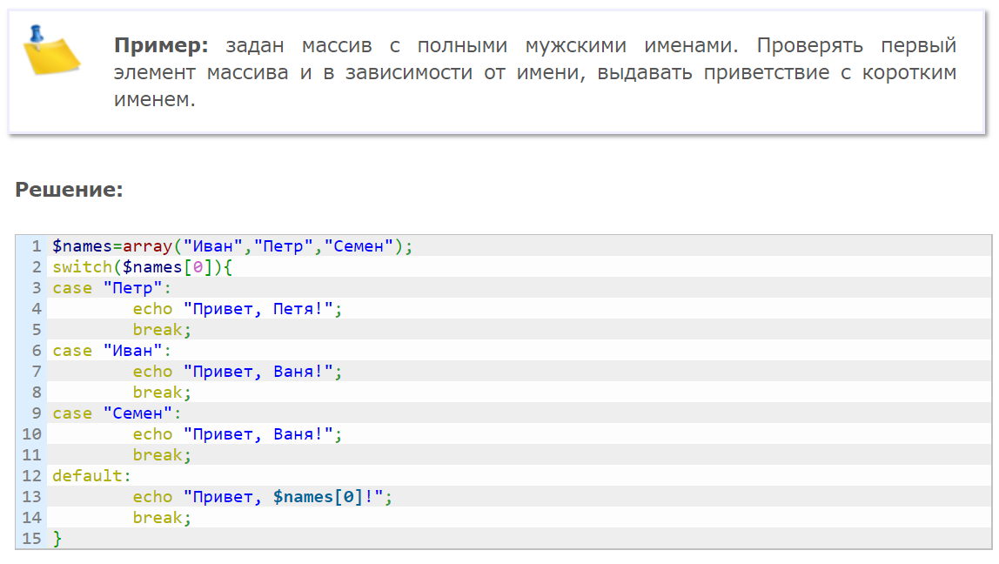 Пример: задан массив с полными мужскими именами. Проверять первый
элемент массива и в зависимости от имени, выдавать приветствие с коротким
именем.
Решение:
1 $names=array("Иван","Петр","Семен");
2 switch($names[0]){
3 case "Петр":
4         echo "Привет, Петя!";
5         break;
6 case "Иван":
7         echo "Привет, Ваня!";
8         break;
9 case "Семен":
10         echo "Привет, Ваня!";
11         break;
12 default:
13         echo "Привет, $names[0]!";
14         break;
15 }